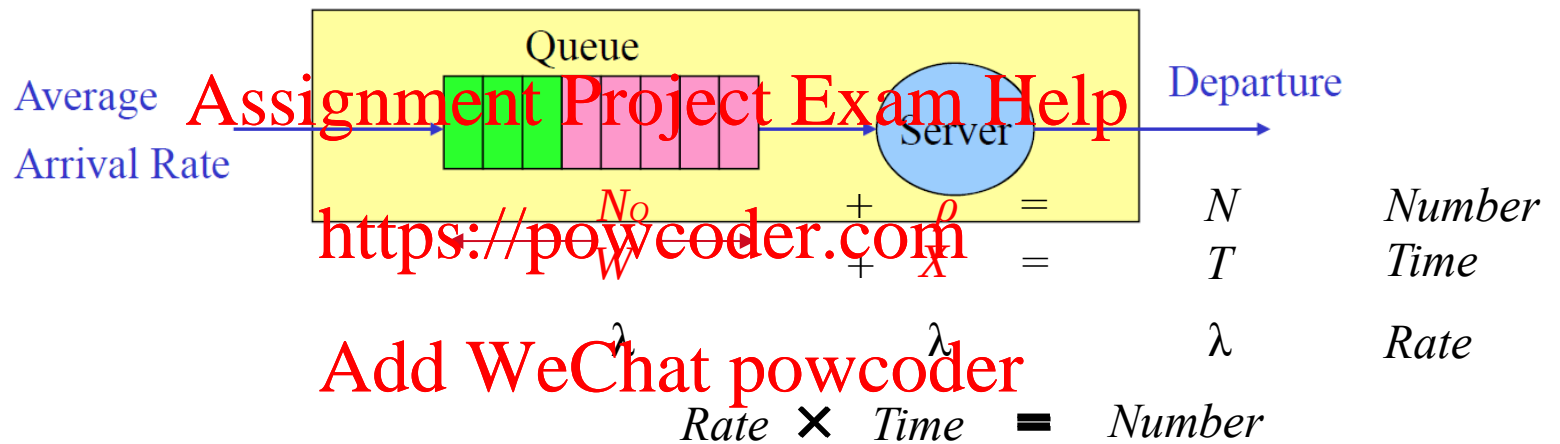 Queue
Average Arrival Rate
Assignment Project Exam Help
Server
Departure
N_Q + ρ = N Number
https://powcoder.com
W + X = T Time
λ λ λ Rate
Add WeChat powcoder
Rate × Time = Number